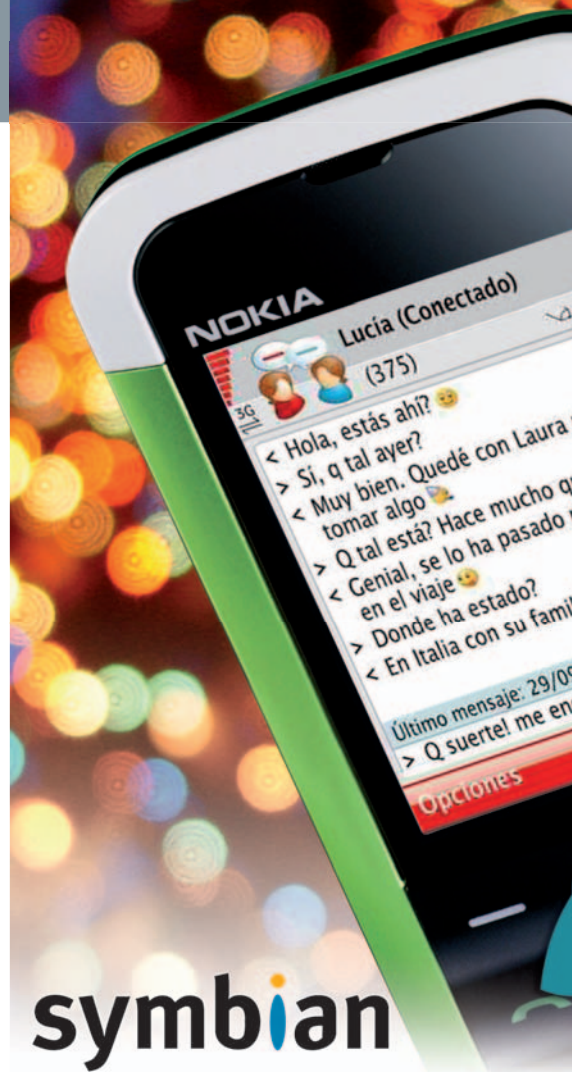 NOKIA
Lucía (Conectado)
(375)
3G
< Hola, estás ahí?
> Sí, q tal ayer?
< Muy bien. Quedé con Laura
tomar algo
> Q tal está? Hace mucho
< Genial, se lo ha pasado
en el viaje
> Donde ha estado?
< En Italia con su
Último mensaje: 29/09
> Q suerte! me
Opciones
symbian